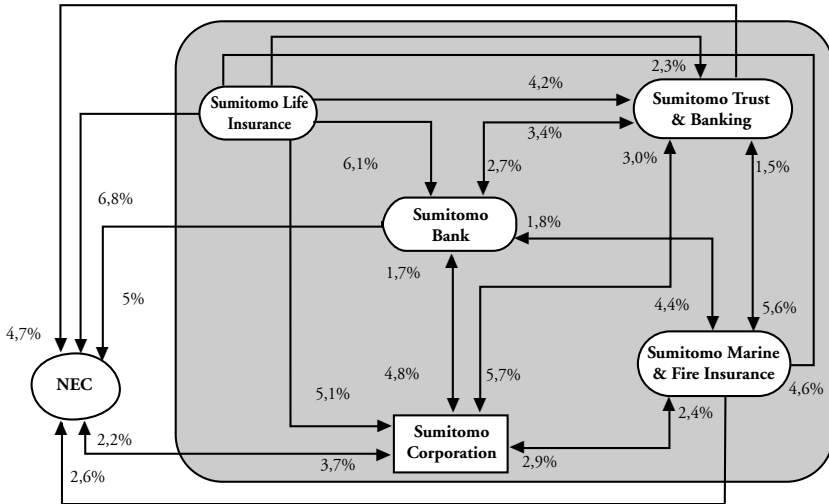 2,3%
Sumitomo Life
Insurance
4,2%
Sumitomo Trust
& Banking
3,4%
6,1%
2,7%
3,0%
1,5%
6,8%
Sumitomo
Bank
1,8%
1,7%
5%
4,4%
5,6%
4,7%
NEC
Sumitomo Marine
& Fire Insurance
4,8%
5,7%
4,6%
5,1%
2,4%
Sumitomo
Corporation
2,2%
3,7%
2,9%
2,6%